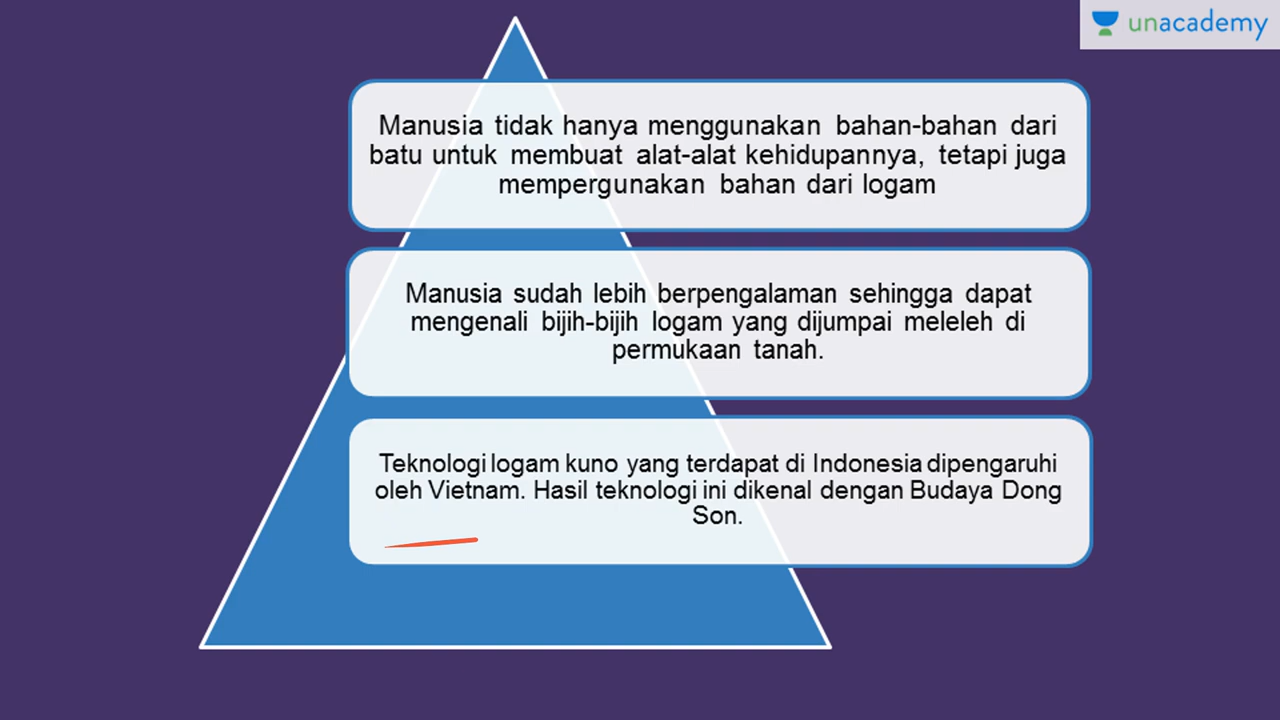 unacademy
Manusia tidak hanya menggunakan bahan-bahan dari
batu untuk membuat alat-alat kehidupannya, tetapi juga
mempergunakan bahan dari logam
Manusia sudah lebih berpengalaman sehingga dapat
mengenali bijih-bijih logam yang dijumpai meleleh di
permukaan tanah.
Teknologi logam kuno yang terdapat di Indonesia dipengaruhi
oleh Vietnam. Hasil teknologi ini dikenal dengan Budaya Dong
Son.